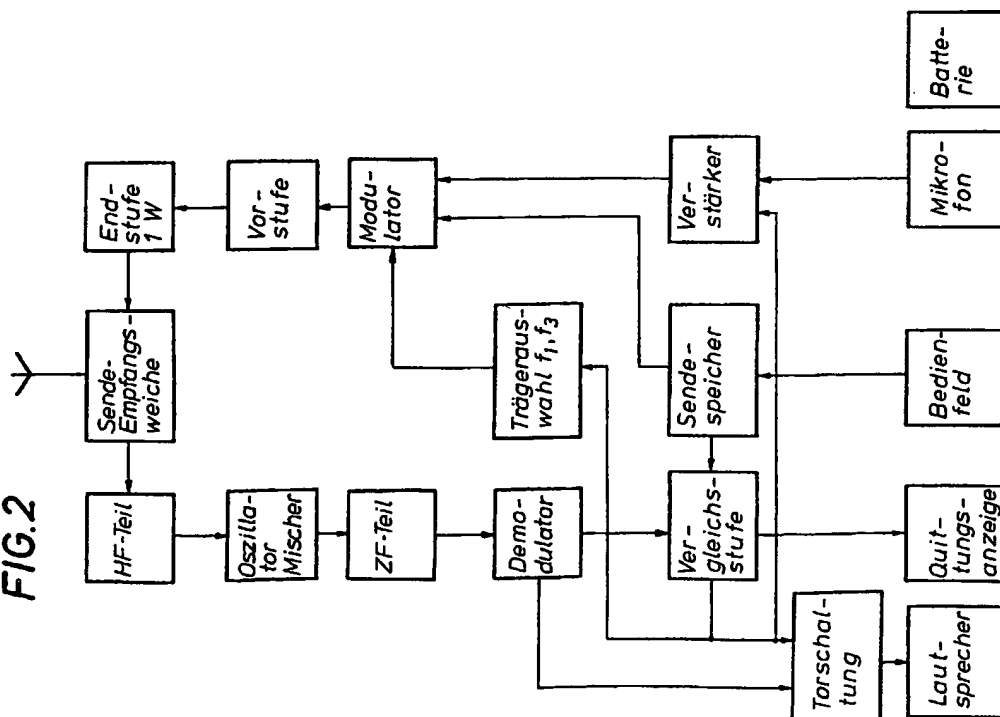 FIG.2
Sende-
Empfangs-
weiche
End-
stufe
1 W
HF-Teil
Vor-
stufe
Oszilla-
tor
Mischer
Modu-
lator
ZF-Teil
Trägeraus-
wahl f₁,f₃
Demo-
dulator
Ver-
gleichs-
stufe
Sende-
speicher
Ver-
stärker
Torschal-
tung
Laut-
sprecher
Quittungs-
anzeige
Bedien-
feld
Mikro-
fon
Batte-
rie